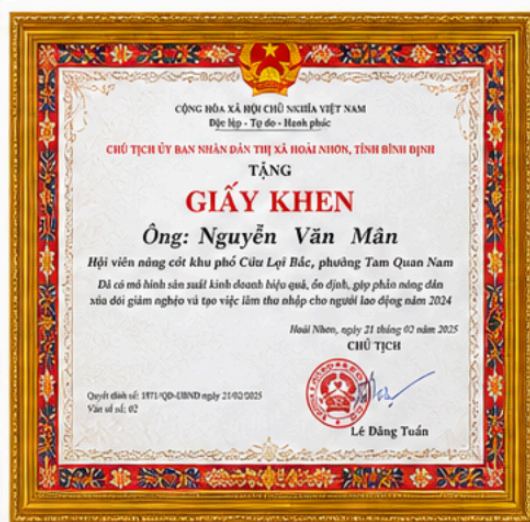 CỘNG HÒA XÃ HỘI CHỦ NGHĨA VIỆT NAM
Độc lập - Tự do - Hạnh phúc
CHỦ TỊCH ỦY BAN NHÂN DÂN THỊ XÃ HOÀI NHƠN, TỈNH BÌNH ĐỊNH
TẶNG
GIẤY KHEN
Ông: Nguyễn Văn Mân
Hội viên nòng cốt khu phố Cửu Lợi Bắc, phường Tam Quan Nam
Đã có mô hình sản xuất kinh doanh hiệu quả, ổn định, góp phần nông dân
xóa đói giảm nghèo và tạo việc làm thu nhập cho người lao động năm 2024
Hoài Nhơn, ngày 21 tháng 02 năm 2025
CHỦ TỊCH
Quyết định số: 1971/QĐ-UBND ngày 21/02/2025
Văn số số: 02
Lê Đăng Tuấn